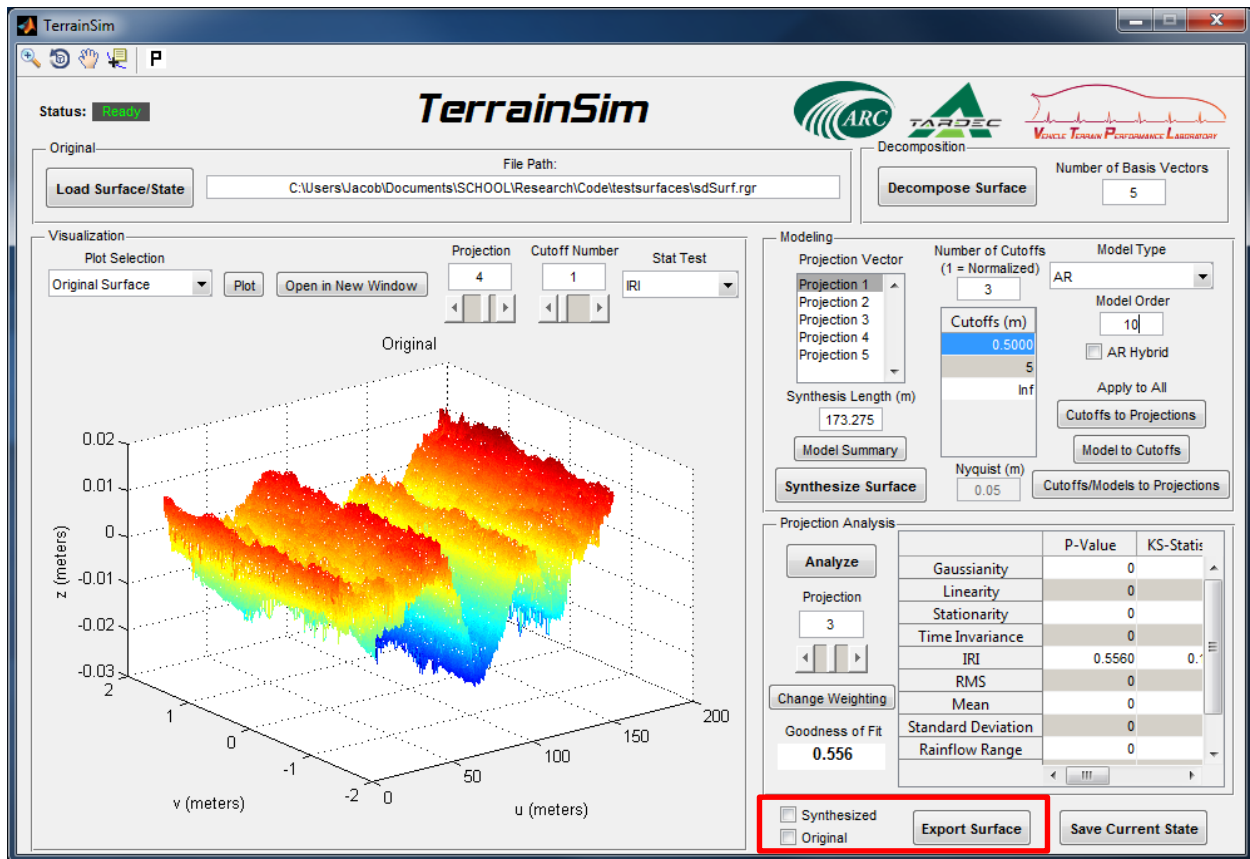 TerrainSim
P
Status: Ready
TerrainSim
ARC
TARDEC
VEHICLE TERRAIN PERFORMANCE LABORATORY
Original
File Path:
Load Surface/State
C:\Users\Jacob\Documents\SCHOOL\Research\Code\testsurfaces\sdSurf.rgr
Decomposition
Decompose Surface
Number of Basis Vectors
5
Visualization
Plot Selection
Original Surface
Plot
Open in New Window
Projection
4
Cutoff Number
1
Stat Test
IRI
Original
0.02
0.01
0
-0.01
-0.02
-0.03
z (meters)
2
1
0
-1
-2
v (meters)
0
50
100
150
200
u (meters)
Modeling
Projection Vector
Projection 1
Projection 2
Projection 3
Projection 4
Projection 5
Synthesis Length (m)
173.275
Model Summary
Synthesize Surface
Number of Cutoffs
(1 = Normalized)
3
Cutoffs (m)
0.5000
5
Inf
Nyquist (m)
0.05
Model Type
AR
Model Order
10
AR Hybrid
Apply to All
Cutoffs to Projections
Model to Cutoffs
Cutoffs/Models to Projections
Projection Analysis
Analyze
Projection
3
Change Weighting
Goodness of Fit
0.556
P-Value KS-Statis
Gaussianity 0
Linearity 0
Stationarity 0
Time Invariance 0
IRI 0.5560 0.1
RMS 0
Mean 0
Standard Deviation 0
Rainflow Range 0
Synthesized
Original
Export Surface
Save Current State